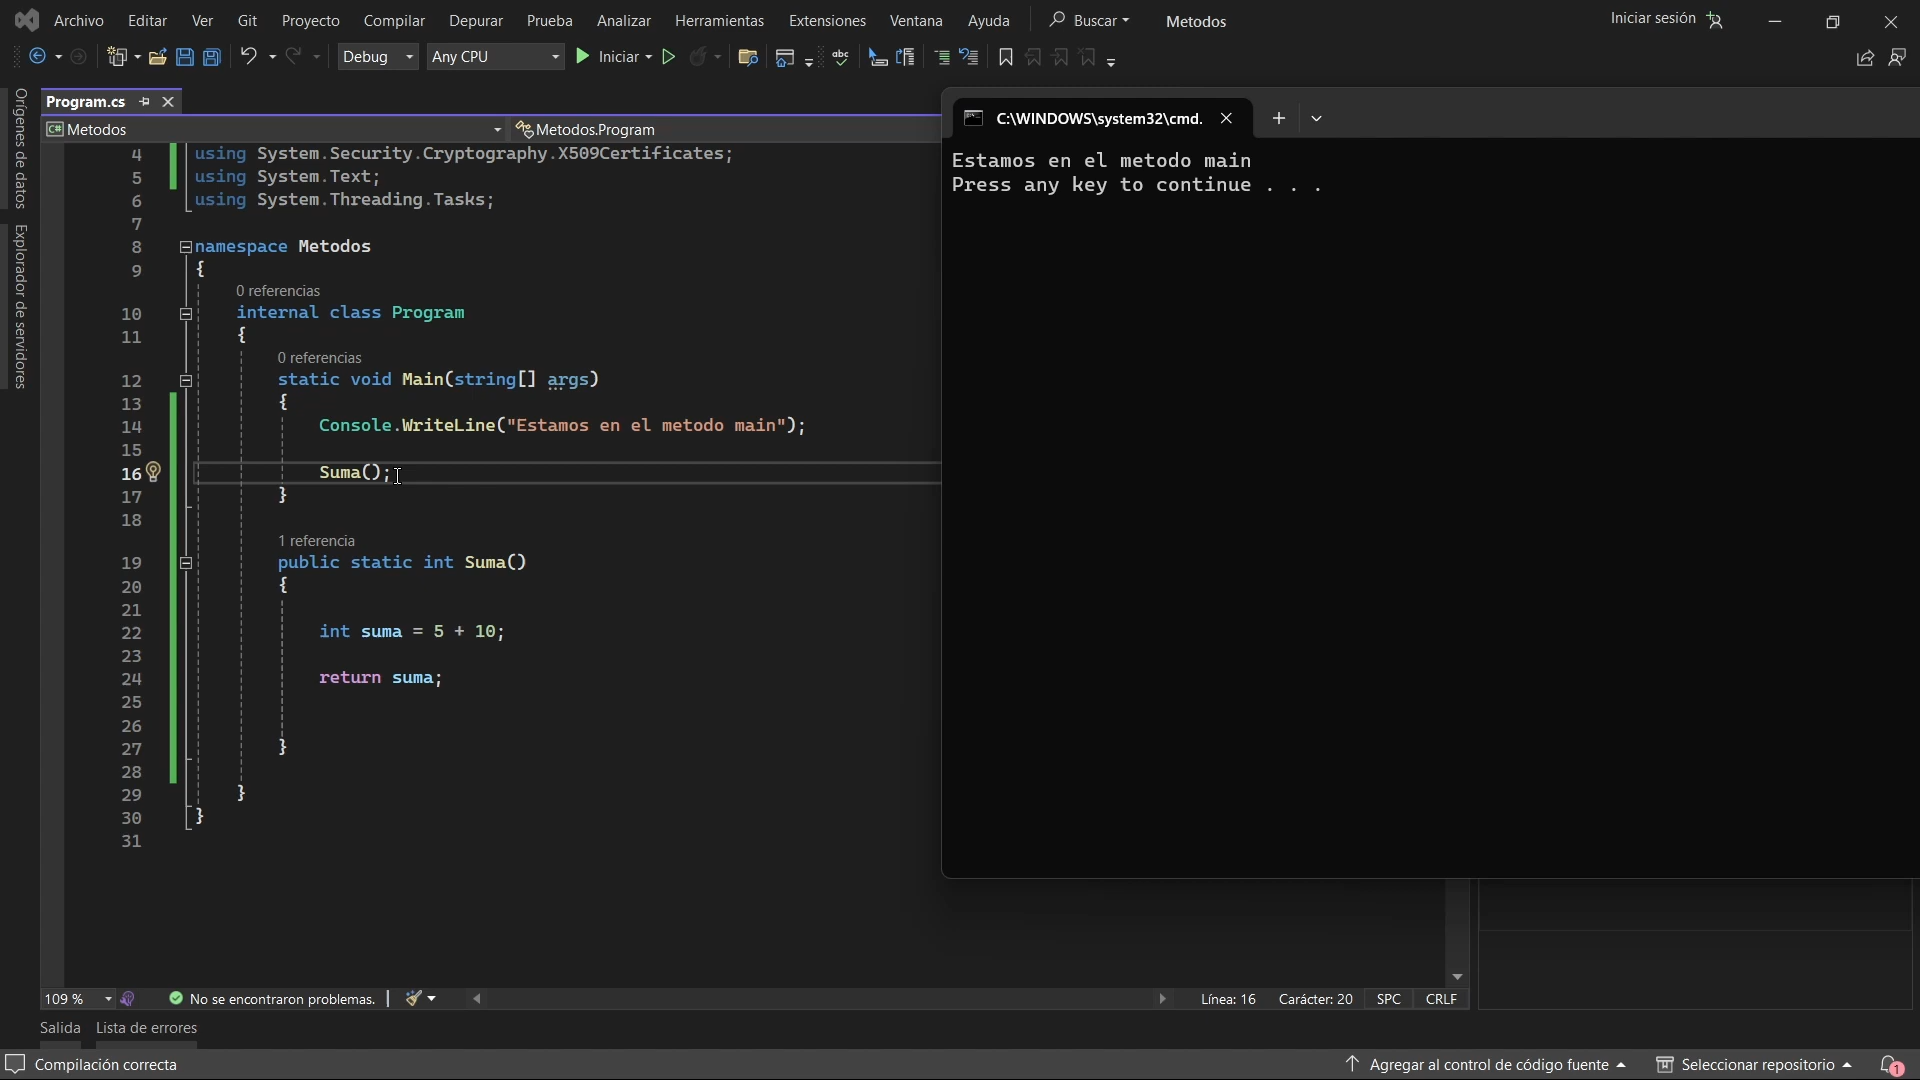 Archivo Editar Ver Git Proyecto Compilar Depurar Prueba Analizar Herramientas Extensiones Ventana Ayuda Buscar Metodos Iniciar sesión
Debug Any CPU Iniciar abc
Orígenes de datos
Explorador de servidores
Program.cs
C# Metodos Metodos.Program
4 using System.Security.Cryptography.X509Certificates;
5 using System.Text;
6 using System.Threading.Tasks;
7
8 namespace Metodos
9 {
0 referencias
10 internal class Program
11 {
0 referencias
12 static void Main(string[] args)
13 {
14 Console.WriteLine("Estamos en el metodo main");
15
16 Suma();
17 }
18
1 referencia
19 public static int Suma()
20 {
21
22 int suma = 5 + 10;
23
24 return suma;
25
26
27 }
28
29 }
30 }
31
C:\WINDOWS\system32\cmd.
Estamos en el metodo main
Press any key to continue . . .
109 % No se encontraron problemas. Línea: 16 Carácter: 20 SPC CRLF
Salida Lista de errores
Compilación correcta Agregar al control de código fuente Seleccionar repositorio 1